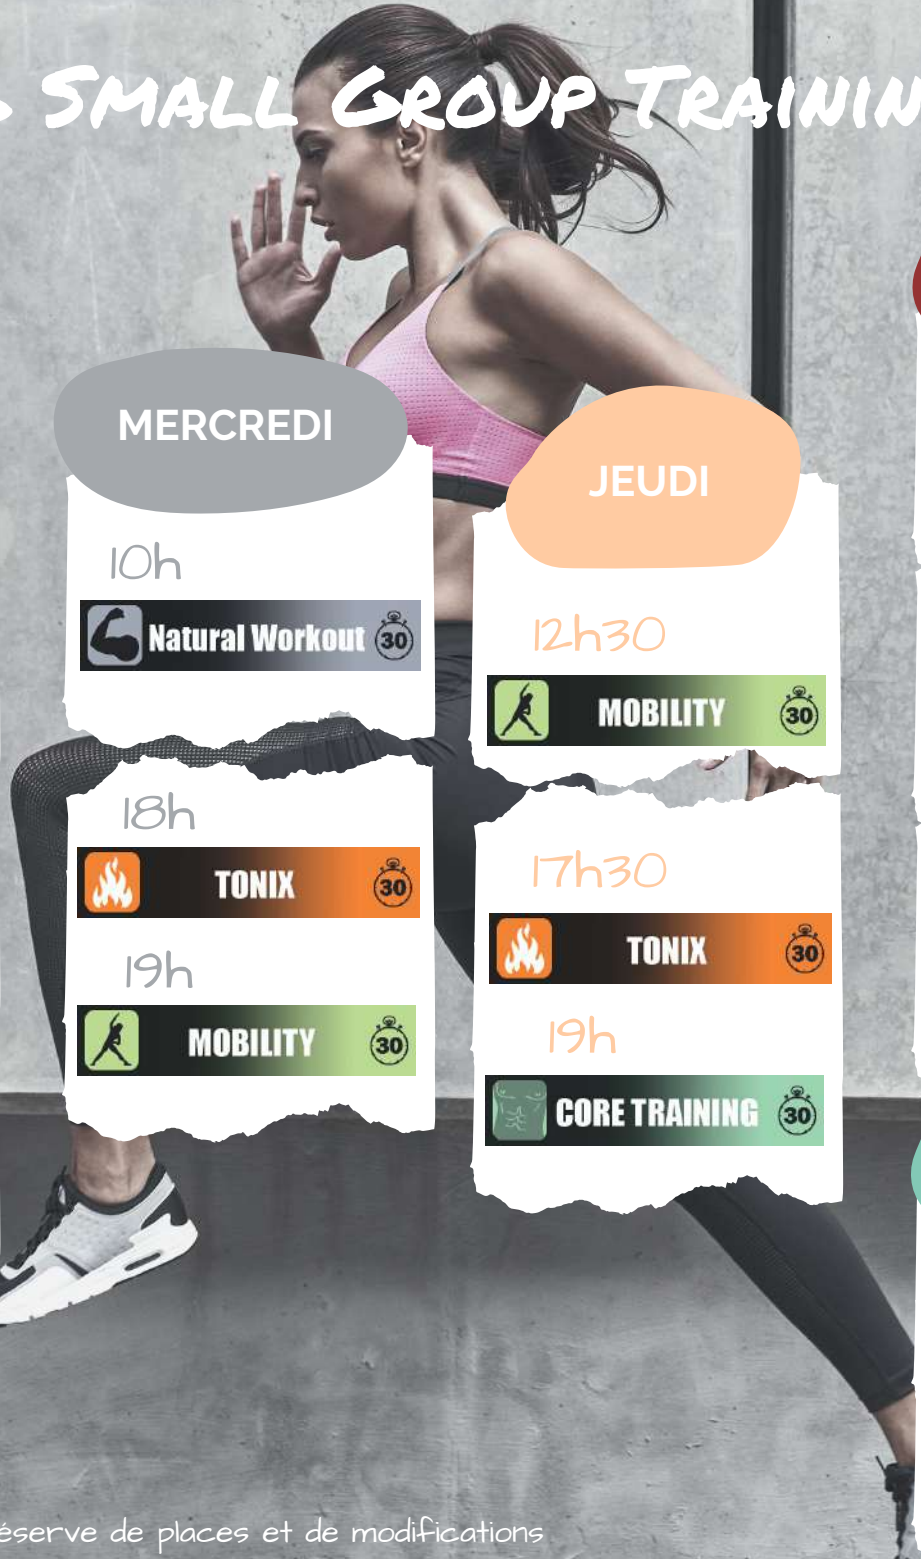 SMALL GROUP TRAININ
MERCREDI
10h
Natural Workout 30
18h
TONIX 30
19h
MOBILITY 30
JEUDI
12h30
MOBILITY 30
17h30
TONIX 30
19h
CORE TRAINING 30
éserve de places et de modifications